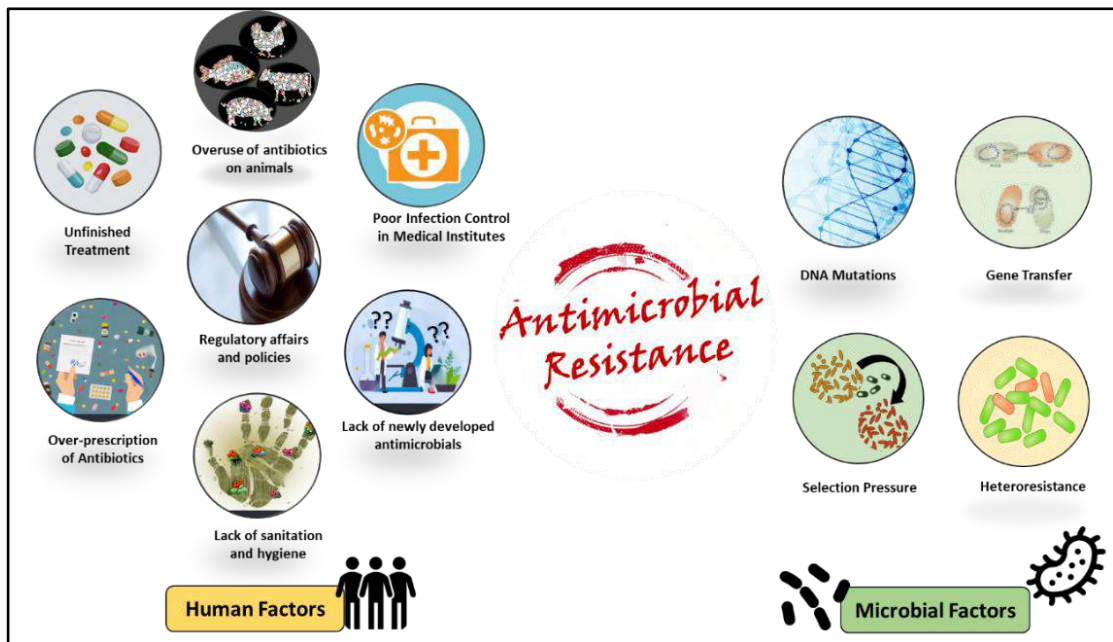 Overuse of antibiotics
on animals
Unfinished
Treatment
Poor Infection Control
in Medical Institutes
Regulatory affairs
and policies
Over-prescription
of Antibiotics
??
??
Lack of newly developed
antimicrobials
Lack of sanitation
and hygiene
Human Factors
Antimicrobial
Resistance
DNA Mutations
Gene Transfer
Selection Pressure
Heteroresistance
Microbial Factors